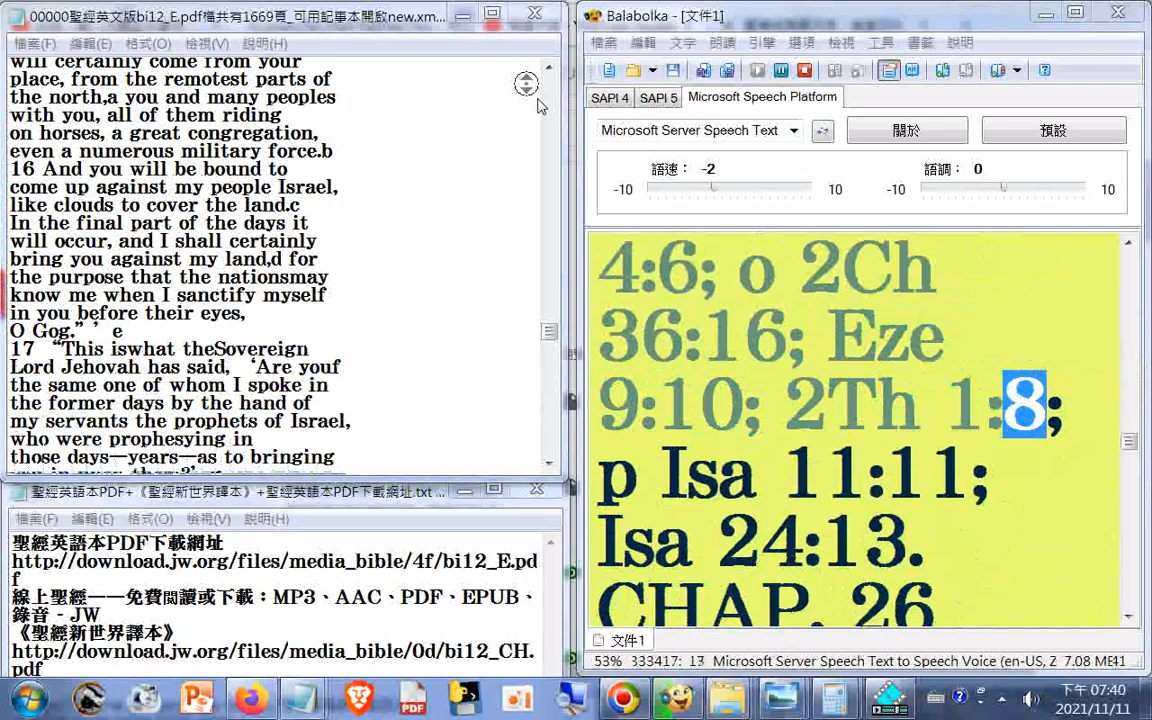 00000聖經英文版bi12_E.pdf檔共有1669頁_可用記事本開啟new.xm...
檔案(F) 編輯(E) 格式(O) 檢視(V) 說明(H)
will certainly come from your
place, from the remotest parts of
the north,a you and many peoples
with you, all of them riding
on horses, a great congregation,
even a numerous military force.b
16 And you will be bound to
come up against my people Israel,
like clouds to cover the land.c
In the final part of the days it
will occur, and I shall certainly
bring you against my land,d for
the purpose that the nationsmay
know me when I sanctify myself
in you before their eyes,
O Gog.”’ e
17 “This iswhat theSovereign
Lord Jehovah has said, ‘Are youf
the same one of whom I spoke in
the former days by the hand of
my servants the prophets of Israel,
who were prophesying in
those days—years—as to bringing
聖經英語本PDF+《聖經新世界譯本》+聖經英語本PDF下載網址.txt ...
檔案(F) 編輯(E) 格式(O) 檢視(V) 說明(H)
聖經英語本PDF下載網址
http://download.jw.org/files/media_bible/4f/bi12_E.pd
f
線上聖經——免費閱讀或下載：MP3、AAC、PDF、EPUB、
錄音 - JW
《聖經新世界譯本》
http://download.jw.org/files/media_bible/0d/bi12_CH.
pdf
Balabolka - [文件1]
檔案 編輯 文字 朗讀 引擎 選項 檢視 工具 書籤 說明
SAPI 4 SAPI 5 Microsoft Speech Platform
Microsoft Server Speech Text 關於 預設
語速： -2 語調： 0
-10 10 -10 10
4:6; o 2Ch
36:16; Eze
9:10; 2Th 1:8;
p Isa 11:11;
Isa 24:13.
CHAP. 26
文件1
53% 333417: 17 Microsoft Server Speech Text to Speech Voice (en-US, Z 7.08 ME41
下午 07:40
2021/11/11